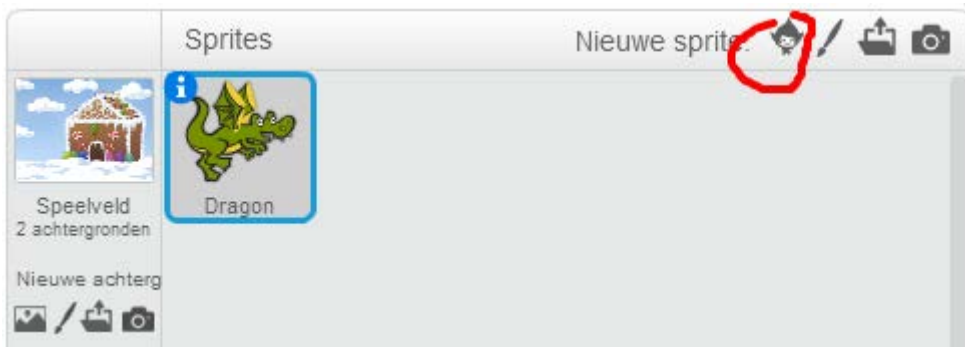 Sprites
Nieuwe sprite:
i
Speelveld
2 achtergronden
Dragon
Nieuwe achterg